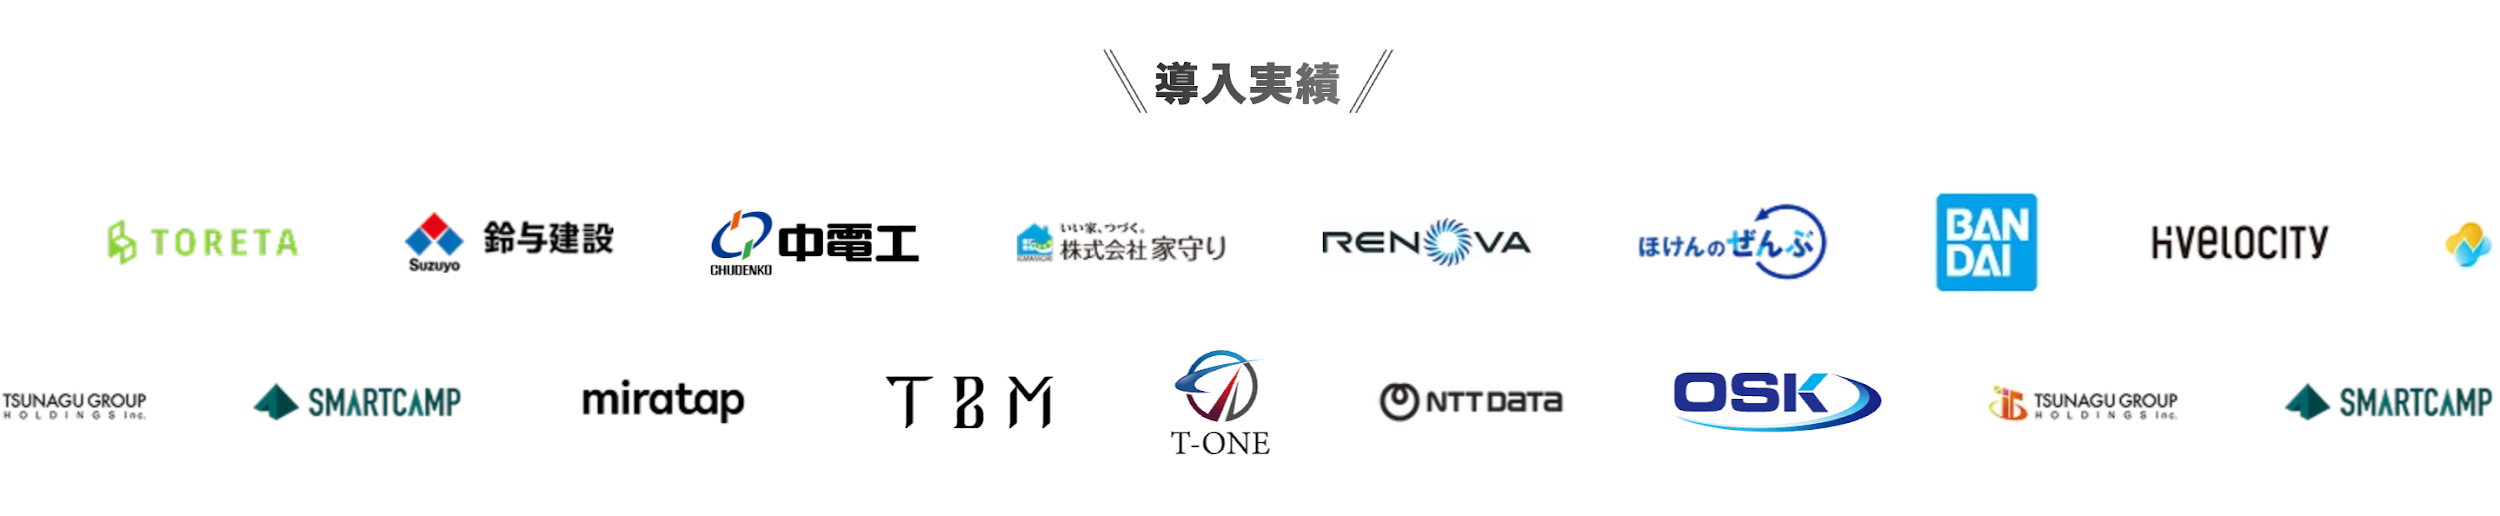 導入実績
TORETA
Suzuyo 鈴与建設
CHUDENKO 中電工
いい家、つづく。
株式会社 家守り
RENOVA
ほけんのぜんぶ
BAN
DAI
HVELOCITY
TSUNAGU GROUP
HOLDINGS Inc.
SMARTCAMP
miratap
TBM
T-ONE
NTT DATA
OSK
TSUNAGU GROUP
HOLDINGS Inc.
SMARTCAMP